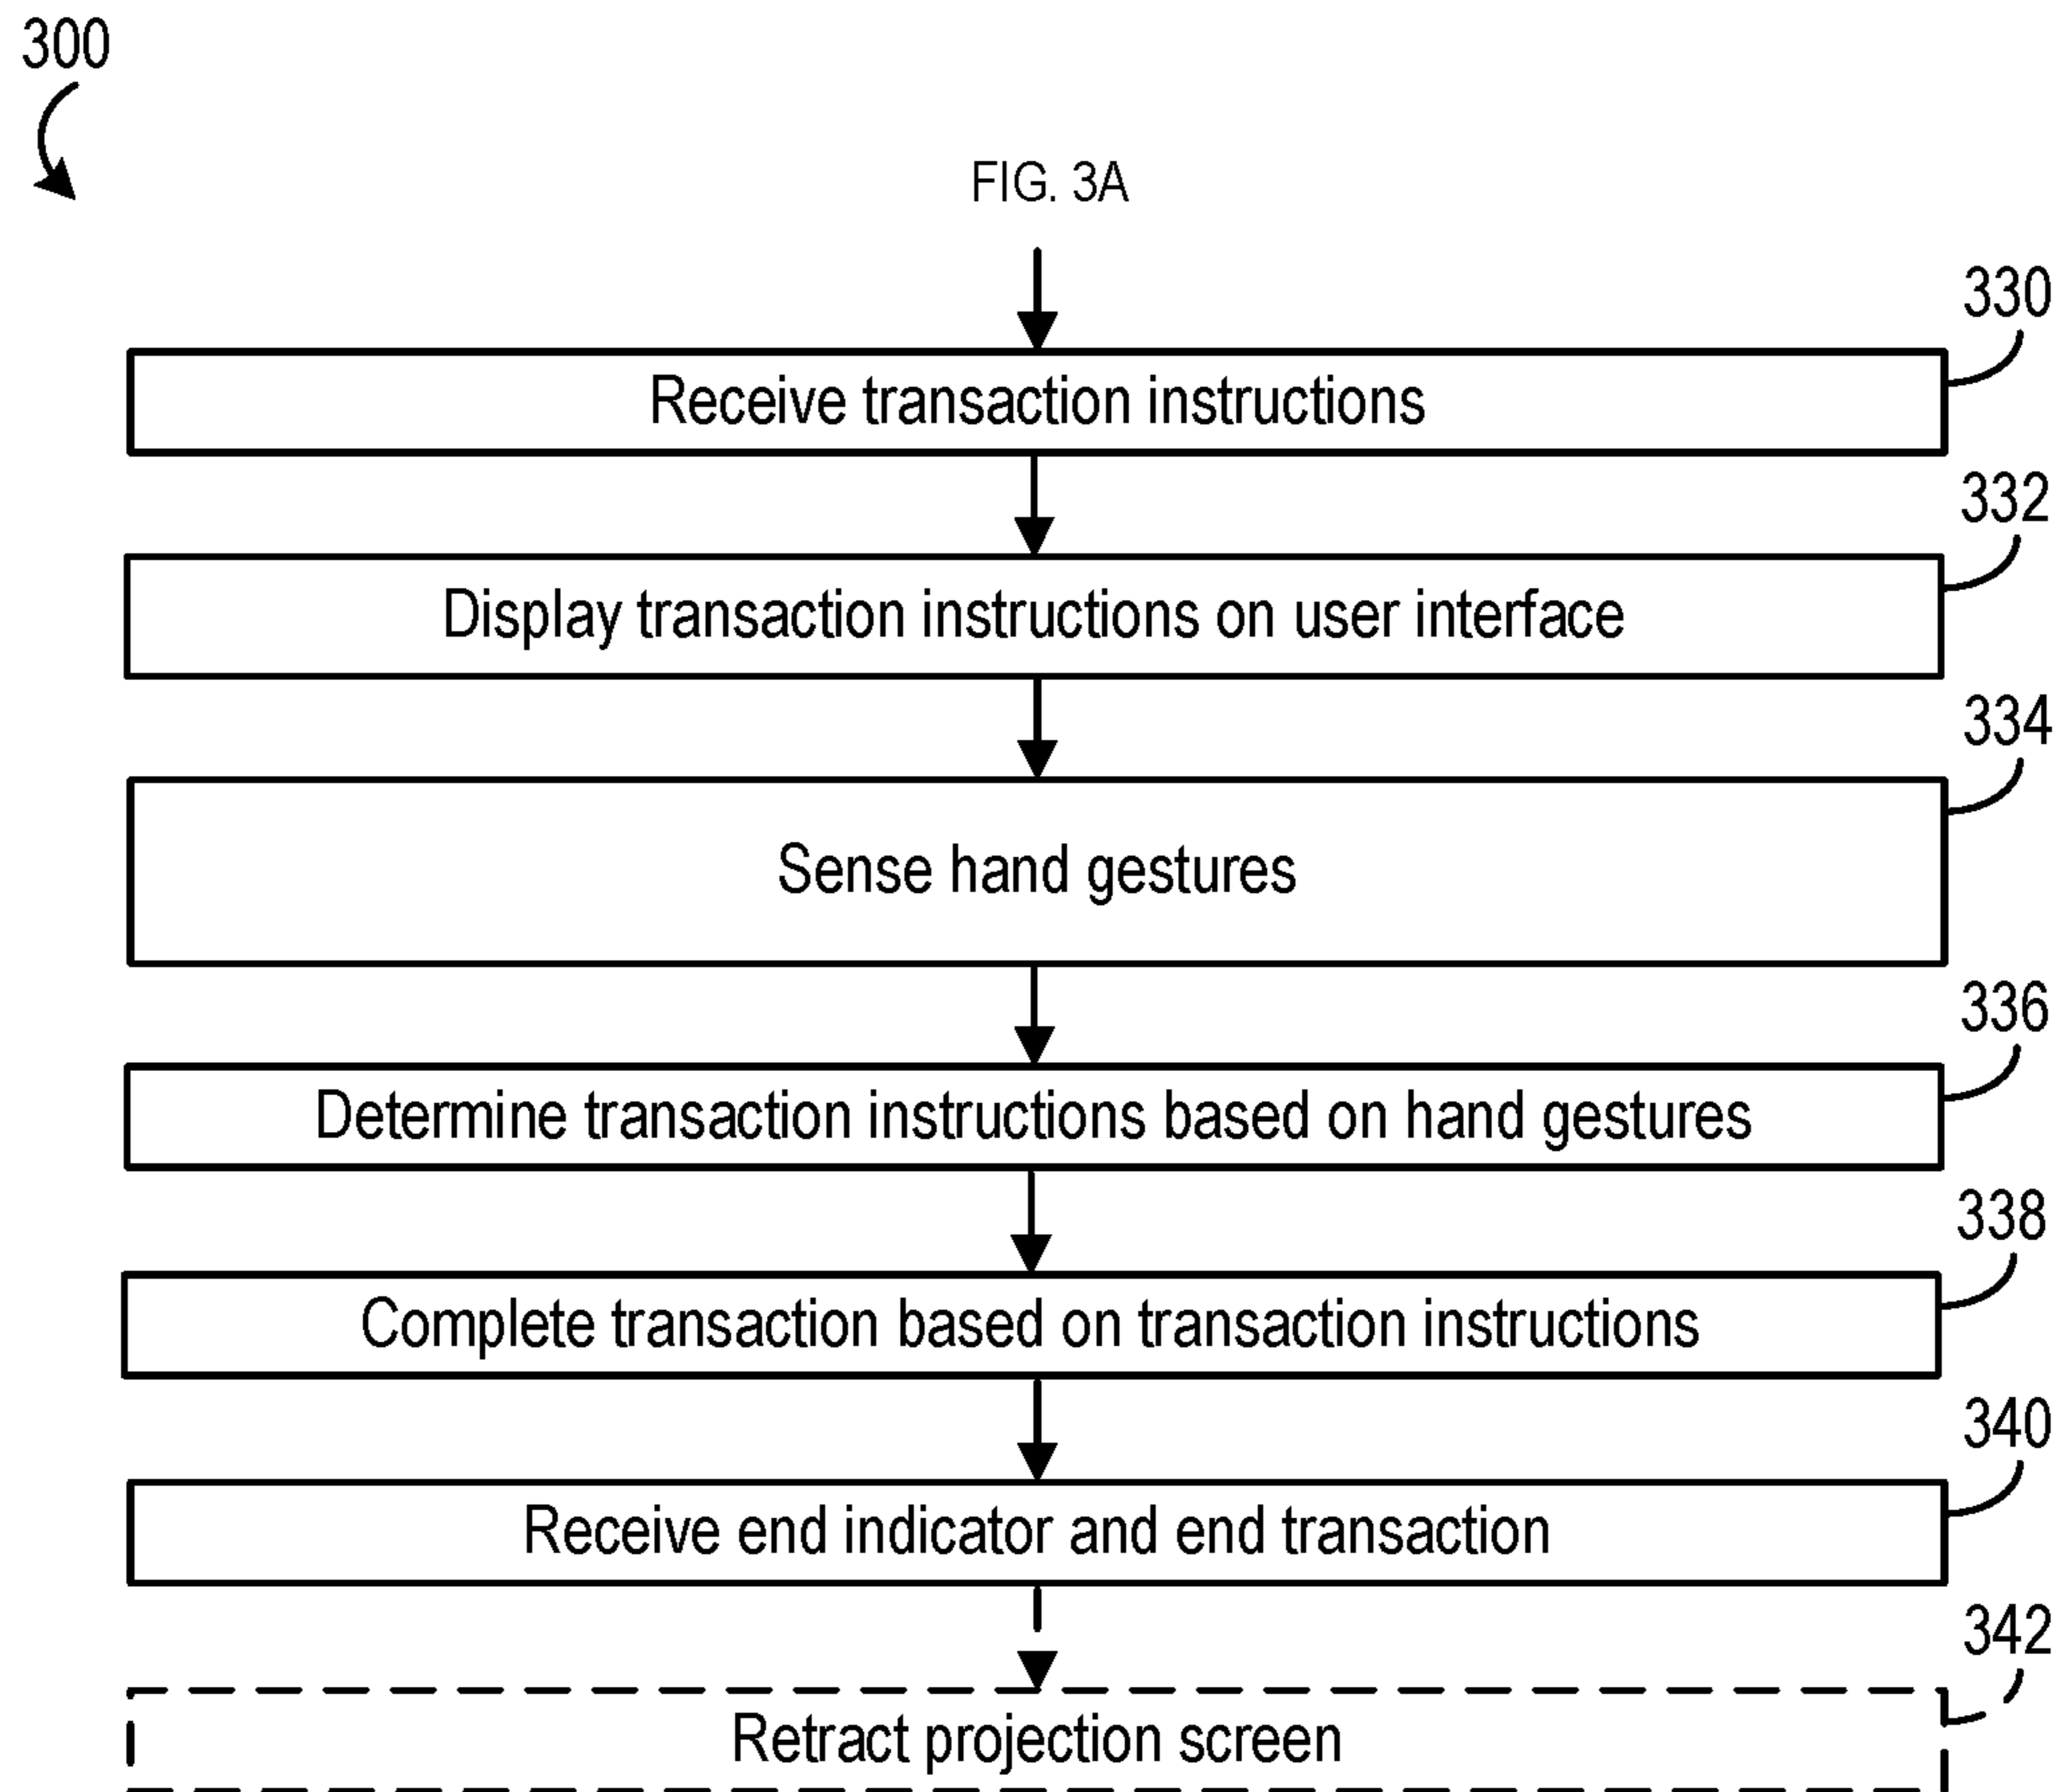 300
FIG. 3A
330
Receive transaction instructions
332
Display transaction instructions on user interface
334
Sense hand gestures
336
Determine transaction instructions based on hand gestures
338
Complete transaction based on transaction instructions
340
Receive end indicator and end transaction
342
Retract projection screen